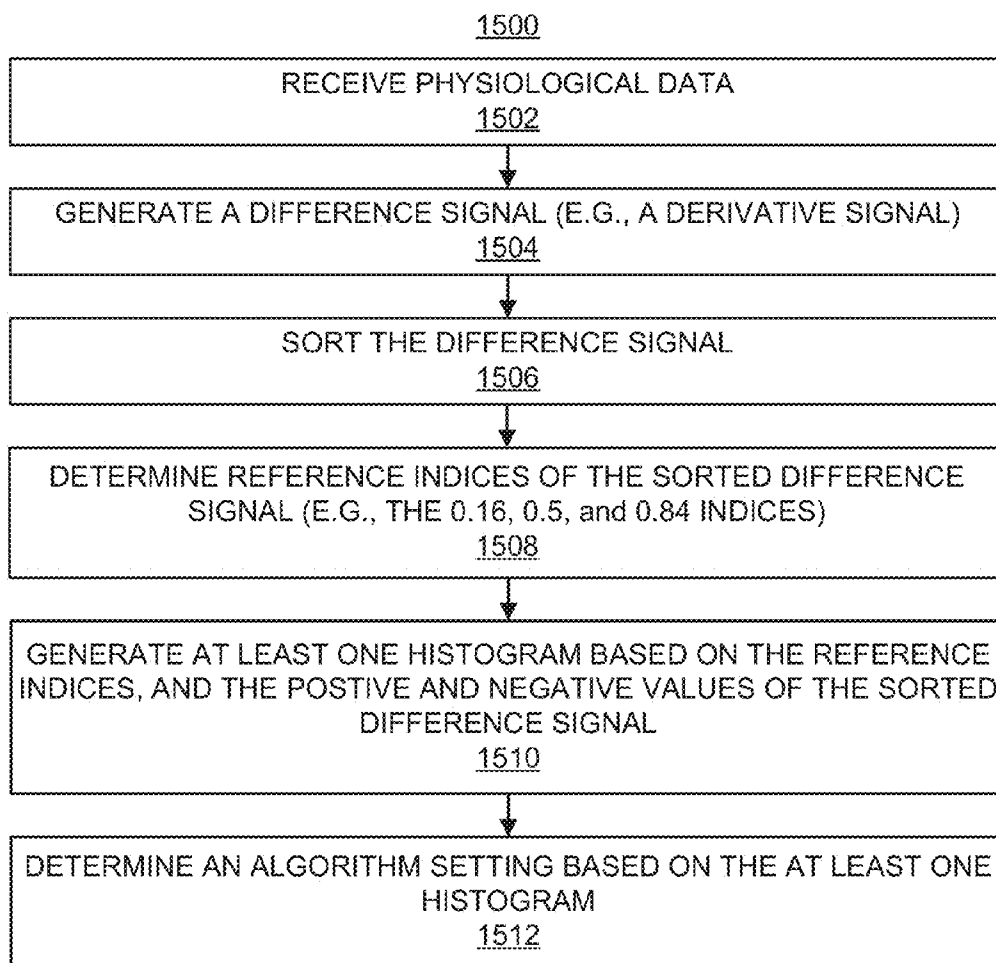 1500
RECEIVE PHYSIOLOGICAL DATA
1502
GENERATE A DIFFERENCE SIGNAL (E.G., A DERIVATIVE SIGNAL)
1504
SORT THE DIFFERENCE SIGNAL
1506
DETERMINE REFERENCE INDICES OF THE SORTED DIFFERENCE
SIGNAL (E.G., THE 0.16, 0.5, and 0.84 INDICES)
1508
GENERATE AT LEAST ONE HISTOGRAM BASED ON THE REFERENCE
INDICES, AND THE POSTIVE AND NEGATIVE VALUES OF THE SORTED
DIFFERENCE SIGNAL
1510
DETERMINE AN ALGORITHM SETTING BASED ON THE AT LEAST ONE
HISTOGRAM
1512